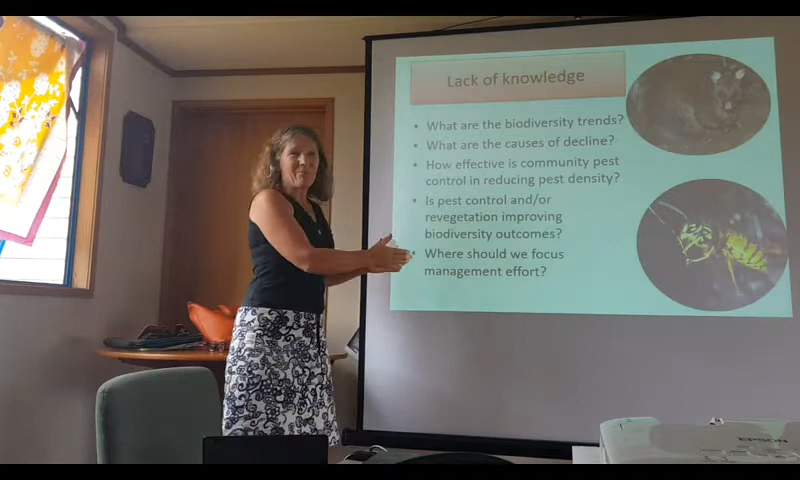 Lack of knowledge
• What are the biodiversity trends?
• What are the causes of decline?
• How effective is community pest
control in reducing pest density?
• Is pest control and/or
revegetation improving
biodiversity outcomes?
• Where should we focus
management effort?
EPSON